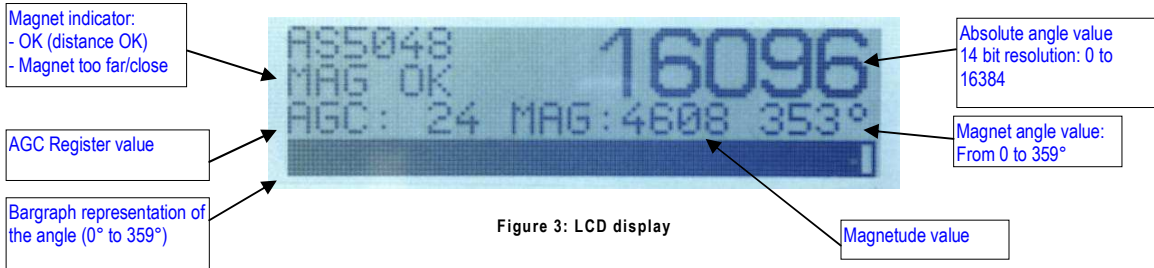 Magnet indicator:
- OK (distance OK)
- Magnet too far/close
AGC Register value
Bargraph representation of
the angle (0° to 359°)
AS5048
16096
MAG OK
AGC: 24 MAG:4608 353°
Figure 3: LCD display
Absolute angle value
14 bit resolution: 0 to
16384
Magnet angle value:
From 0 to 359°
Magnetude value